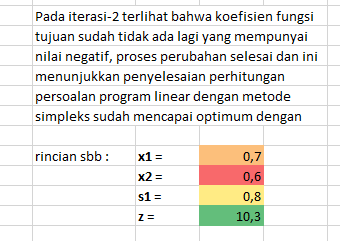 Pada iterasi-2 terlihat bahwa koefisien fungsi
tujuan sudah tidak ada lagi yang mempunyai
nilai negatif, proses perubahan selesai dan ini
menunjukkan penyelesaian perhitungan
persoalan program linear dengan metode
simpleks sudah mencapai optimum dengan
rincian sbb : x1 = 0,7
x2 = 0,6
s1 = 0,8
z = 10,3